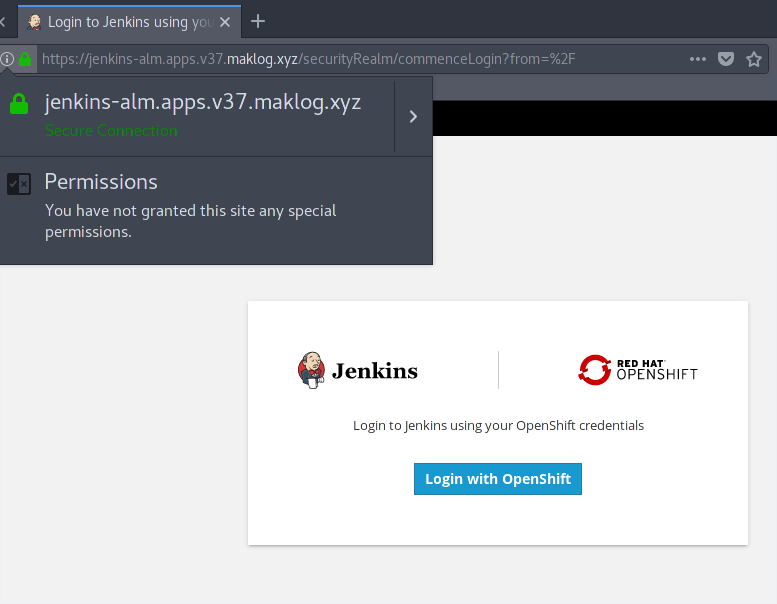 Login to Jenkins using you
https://jenkins-alm.apps.v37.maklog.xyz/securityRealm/commenceLogin?from=%2F
jenkins-alm.apps.v37.maklog.xyz
Secure Connection
Permissions
You have not granted this site any special
permissions.
Jenkins
RED HAT
OPENSHIFT
Login to Jenkins using your OpenShift credentials
Login with OpenShift